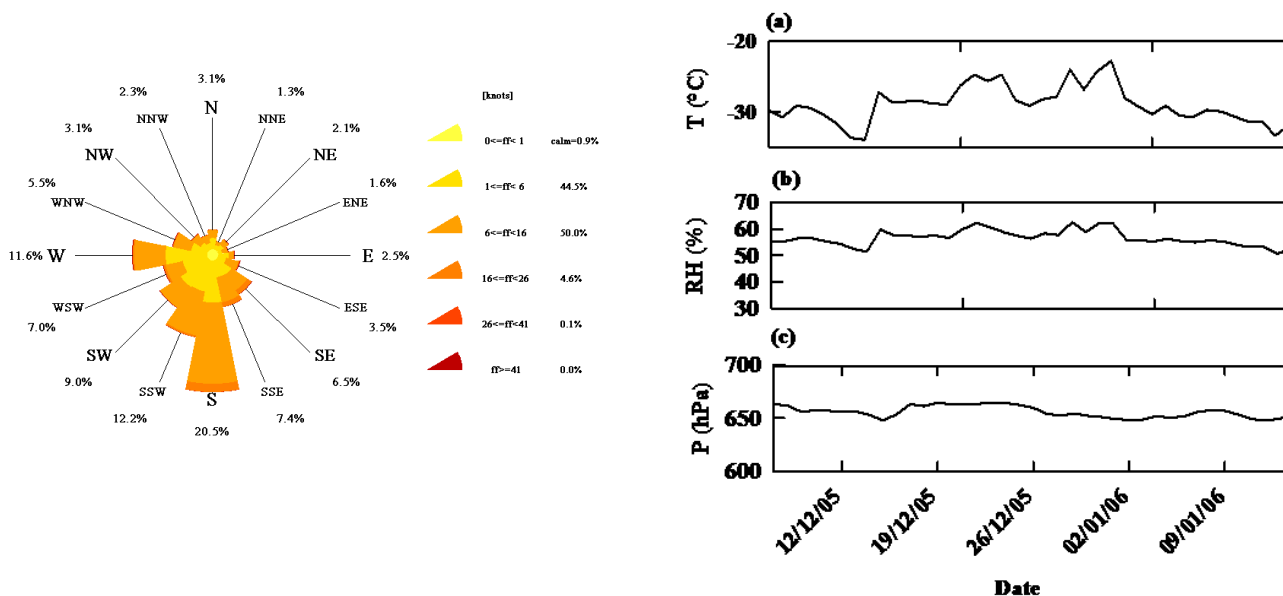 3.1%
2.3%
1.3%
N
NNW
NNE
3.1%
2.1%
NW
NE
5.5%
1.6%
WNW
ENE
11.6%
W
E
2.5%
WSW
ESE
7.0%
3.5%
SW
SE
9.0%
6.5%
SSW
SSE
S
12.2%
7.4%
20.5%
[knots]
0<=ff< 1 calm=0.9%
1<=ff< 6 44.5%
6<=ff<16 50.0%
16<=ff<26 4.6%
26<=ff<41 0.1%
ff>=41 0.0%
(a)
T (°C)
-20
-30
(b)
RH (%)
70
60
50
40
30
(c)
P (hPa)
700
650
600
12/12/05
19/12/05
26/12/05
02/01/06
09/01/06
Date